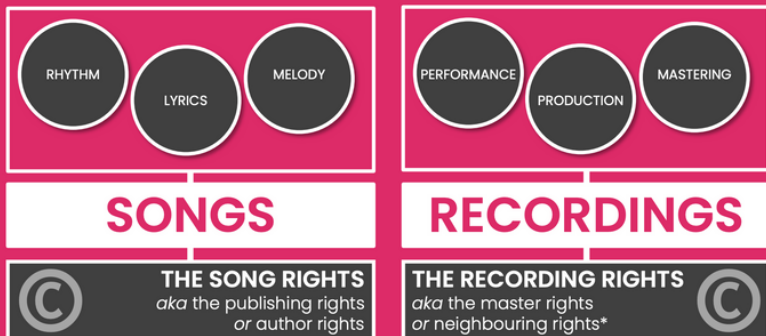 RHYTHM
LYRICS
MELODY
SONGS
© THE SONG RIGHTS
aka the publishing rights
or author rights
PERFORMANCE
PRODUCTION
MASTERING
RECORDINGS
THE RECORDING RIGHTS ©
aka the master rights
or neighbouring rights*